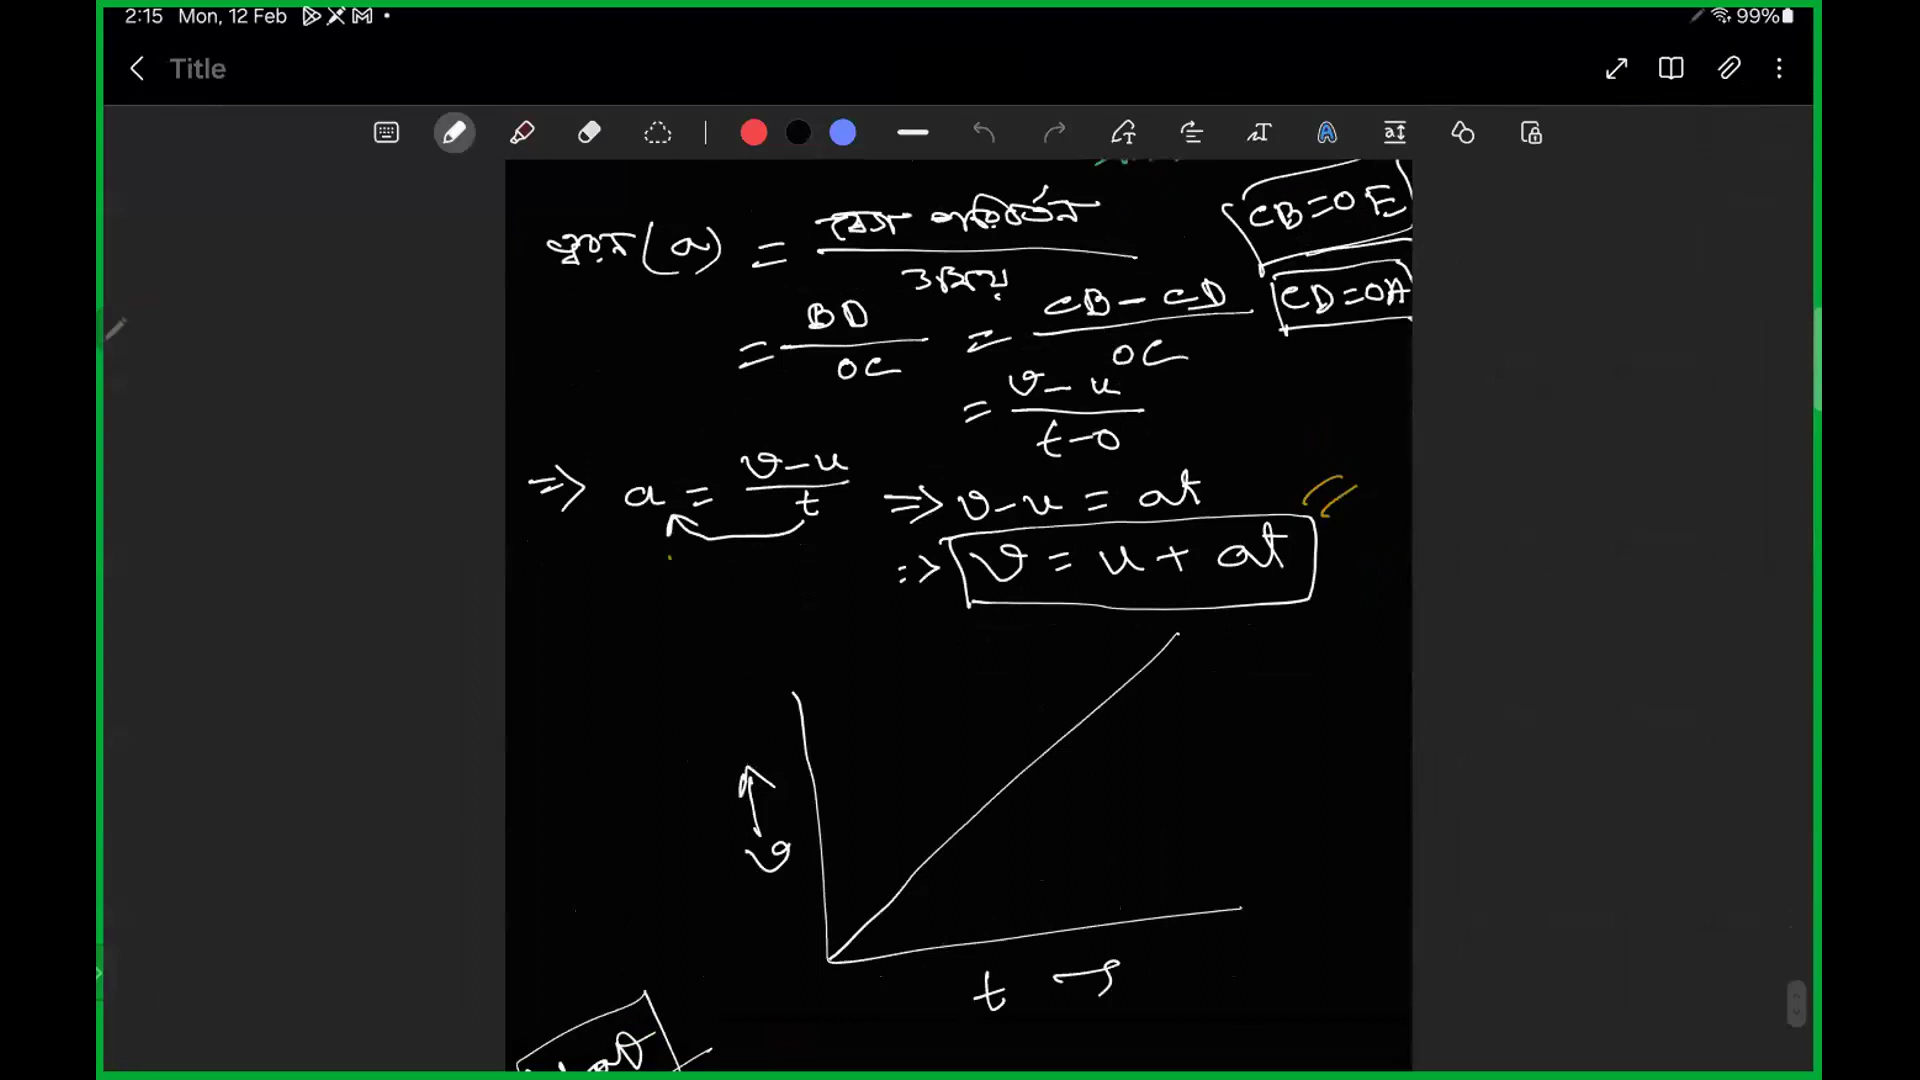 2:15 Mon, 12 Feb
99%
Title
CB=OE
ত্বরণ (a) = বেগ পরিবর্তন / সময়
CD=OA
= BD/OC = CB-CD/OC
= v-u/t-0
=> a = v-u/t => v-u = at
=> v = u + at
v
t